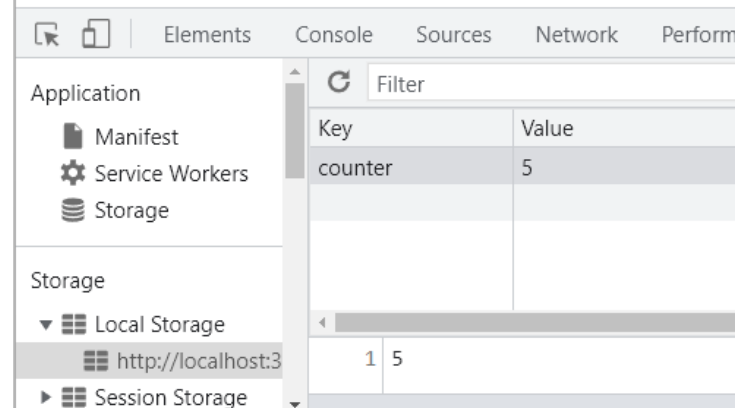 Elements Console Sources Network Perform
Application
Manifest
Service Workers
Storage
Storage
Local Storage
http://localhost:3
Session Storage
Filter
Key Value
counter 5
1 5